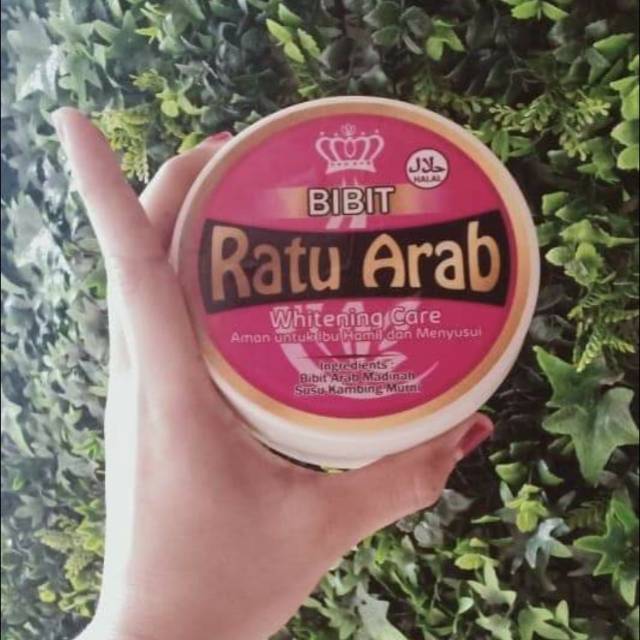 حلال
HALAL
BIBIT
Ratu Arab
Whitening Care
Aman untuk Ibu Hamil dan Menyusui
Ingredients :
Bibit Arab Madinah
Susu Kambing Murni